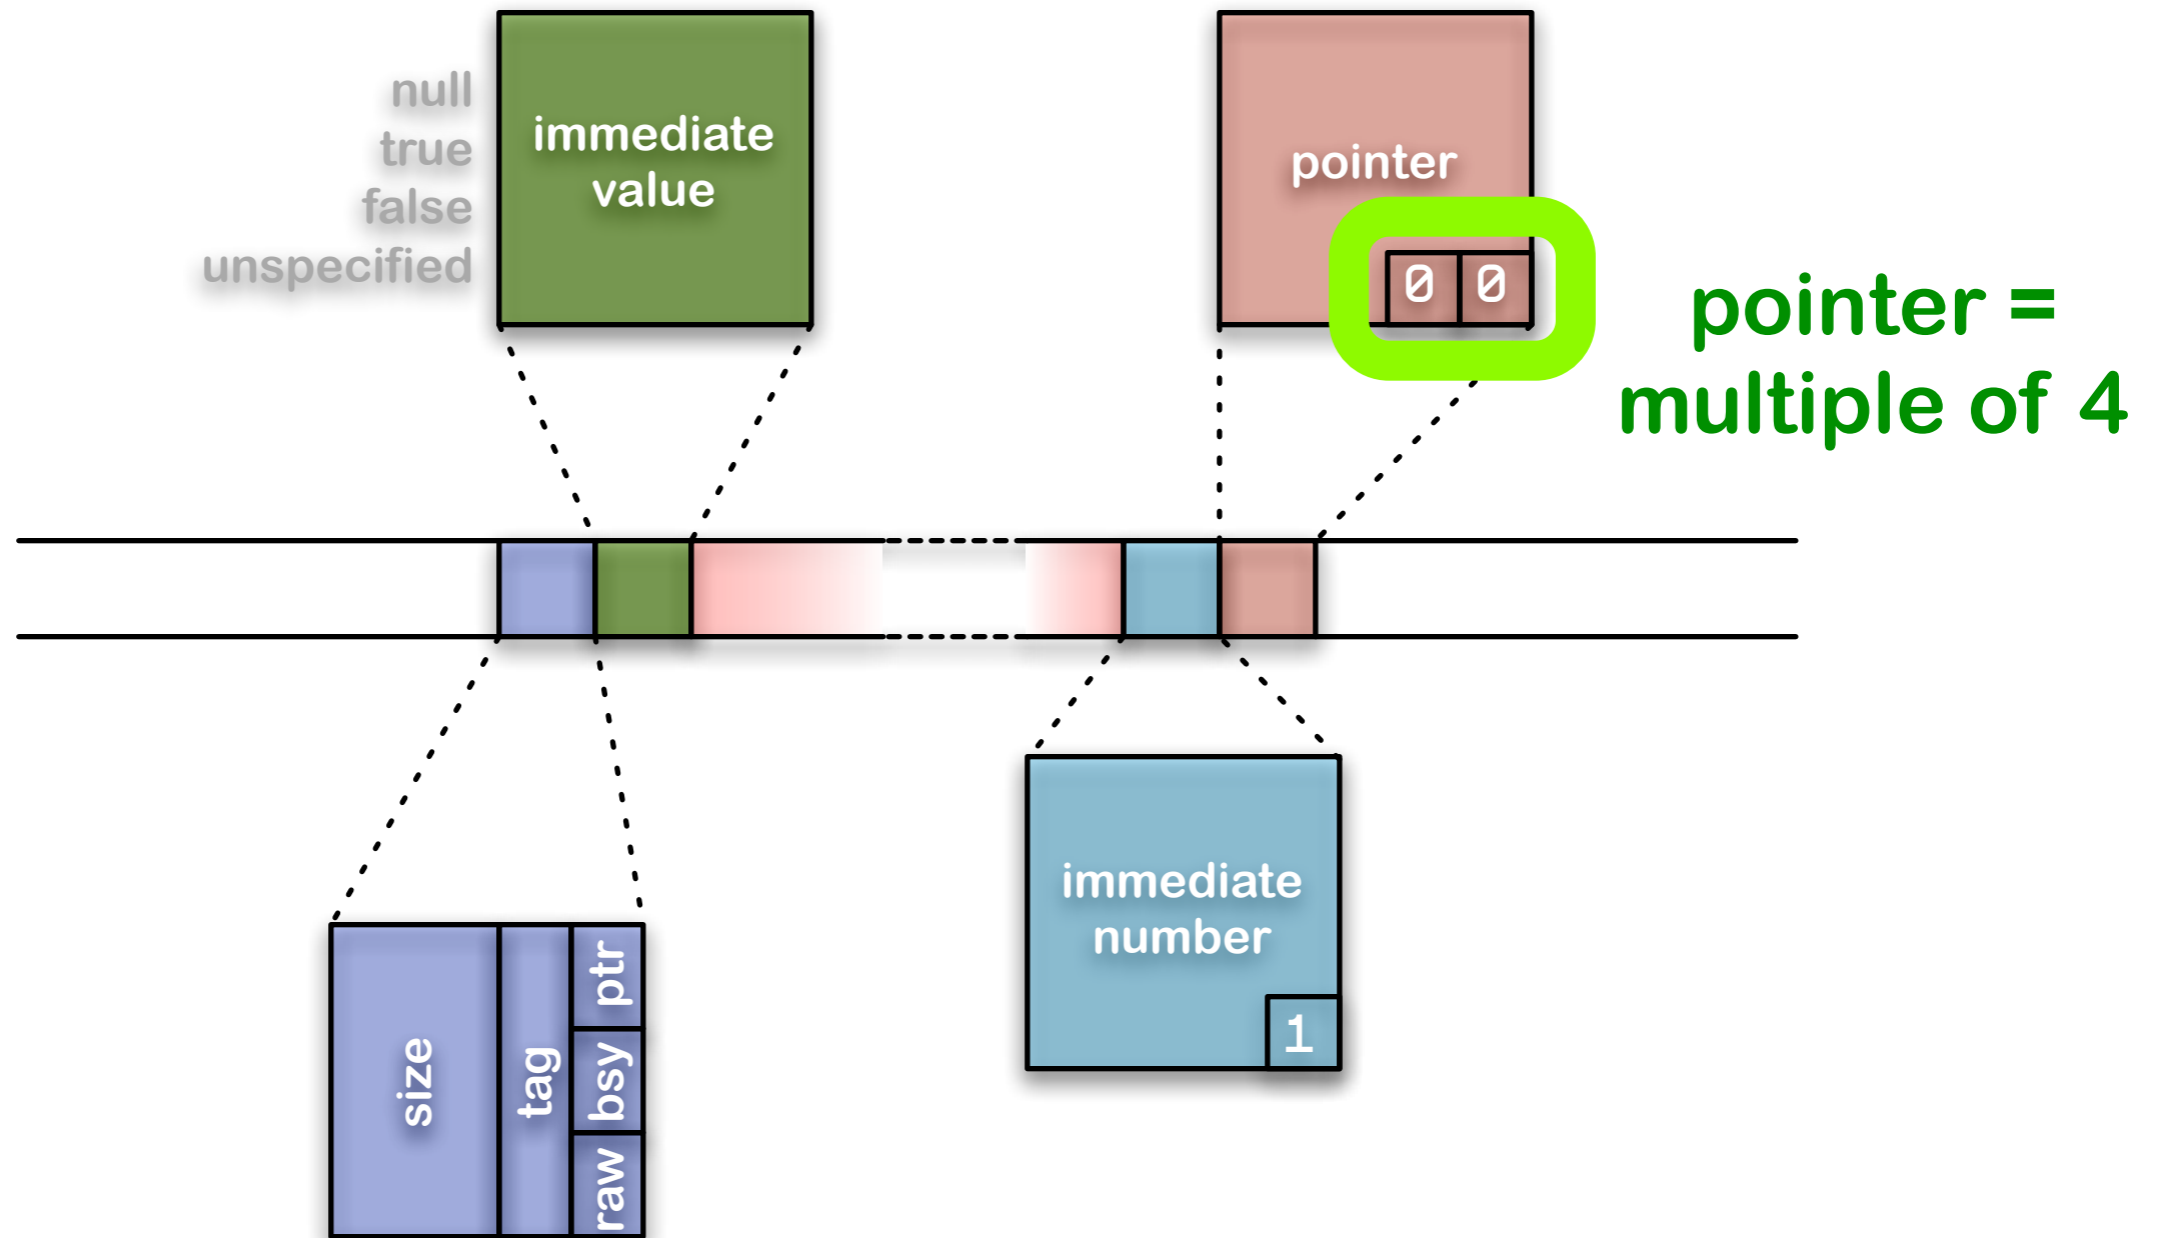 null
true
false
unspecified
immediate
value
pointer
0 0
pointer =
multiple of 4
immediate
number
1
size
tag
ptr
bsy
raw